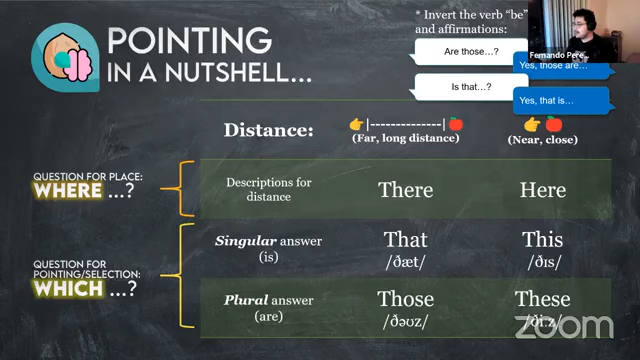 POINTING
IN A NUTSHELL...
* Invert the verb “be”
and affirmations:
Are those…?
Fernando Pere...
Yes, those are…
Is that…?
Yes, that is…
Distance:
|--------------|
(Far, long distance)
(Near, close)
QUESTION FOR PLACE:
WHERE ...?
Descriptions for
distance
There
Here
QUESTION FOR
POINTING/SELECTION:
WHICH ...?
Singular answer
(is)
That
/ðæt/
This
/ðɪs/
Plural answer
(are)
Those
/ðəʊz/
These
/ði.z/
zoom